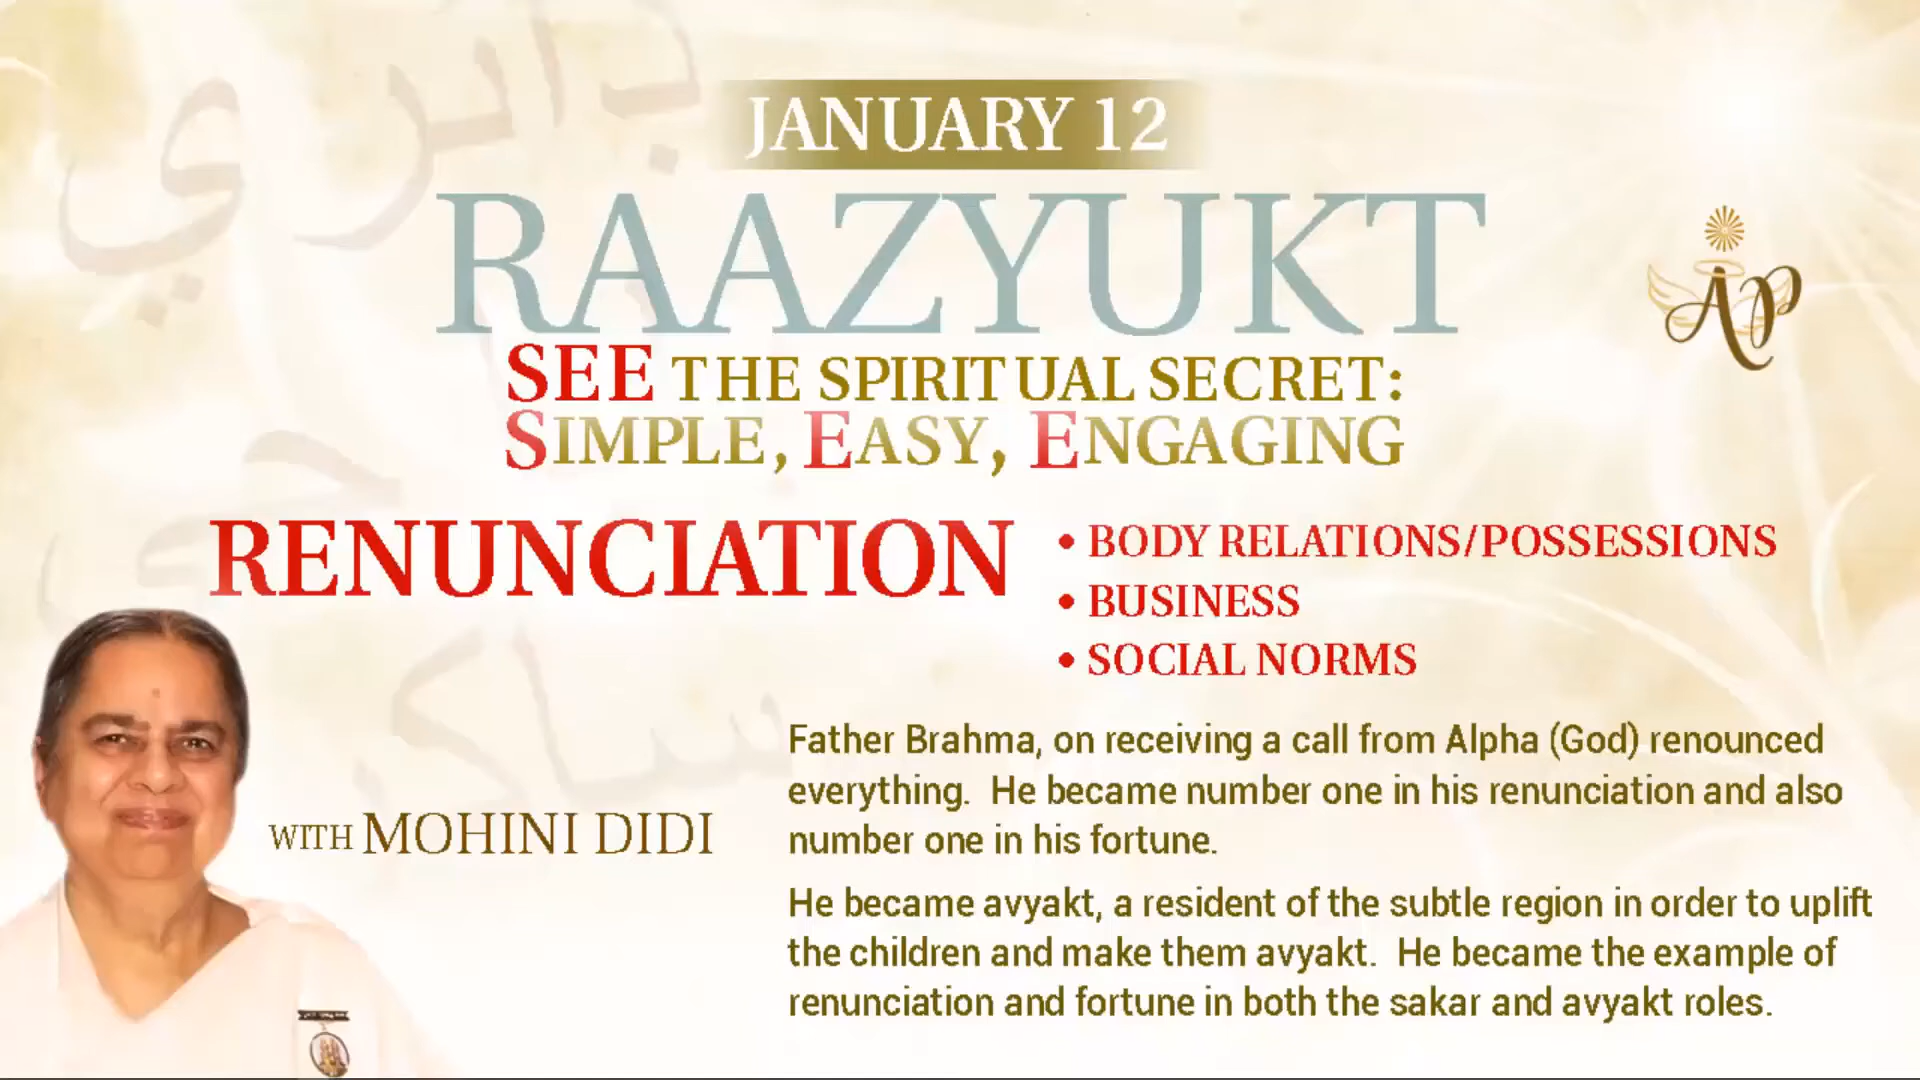 JANUARY 12
RAAZYUKT
SEE THE SPIRITUAL SECRET:
SIMPLE, EASY, ENGAGING
RENUNCIATION
• BODY RELATIONS/POSSESSIONS
• BUSINESS
• SOCIAL NORMS
AP
WITH MOHINI DIDI
Father Brahma, on receiving a call from Alpha (God) renounced
everything. He became number one in his renunciation and also
number one in his fortune.
He became avyakt, a resident of the subtle region in order to uplift
the children and make them avyakt. He became the example of
renunciation and fortune in both the sakar and avyakt roles.